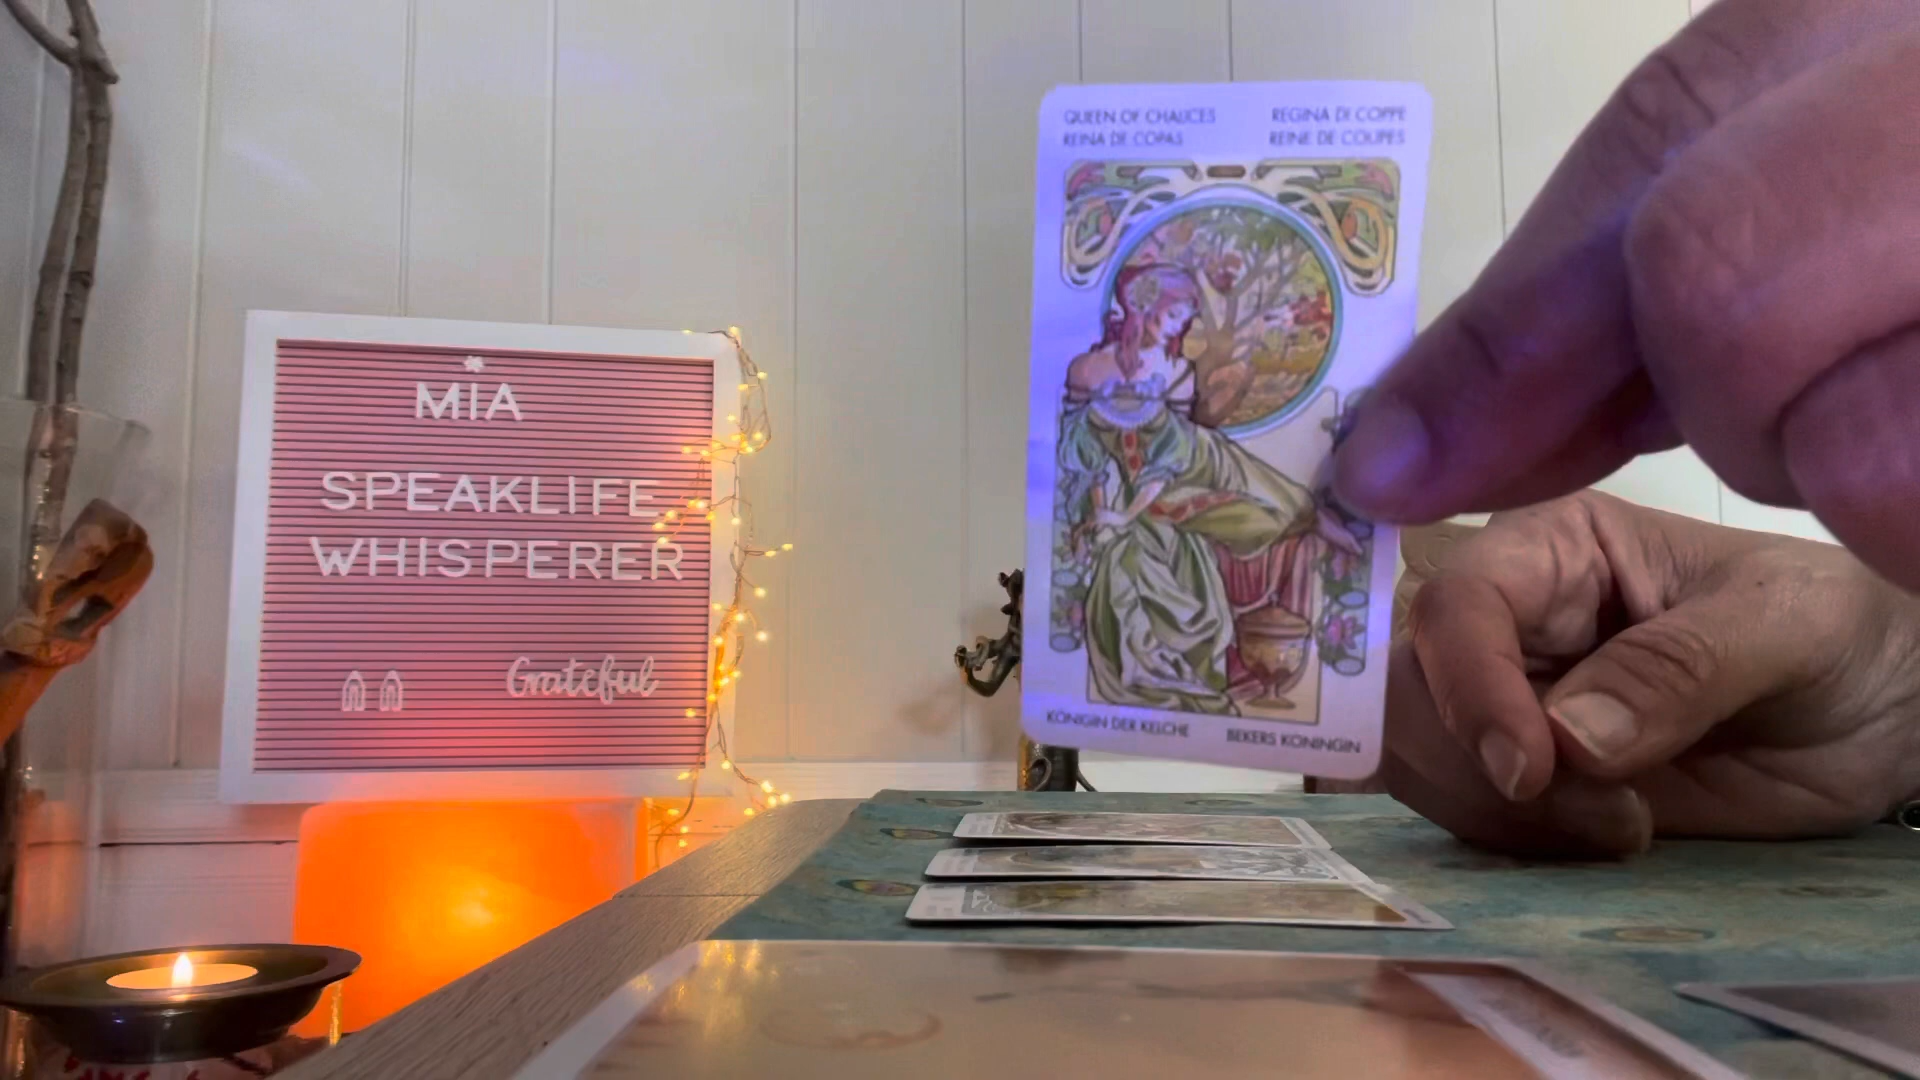 MIA
SPEAKLIFE
WHISPERER
Grateful
QUEEN OF CHALICES
REGINA DI COPPE
REINA DE COPAS
REINE DE COUPES
KÖNIGIN DER KELCHE
BEKERS KONINGIN